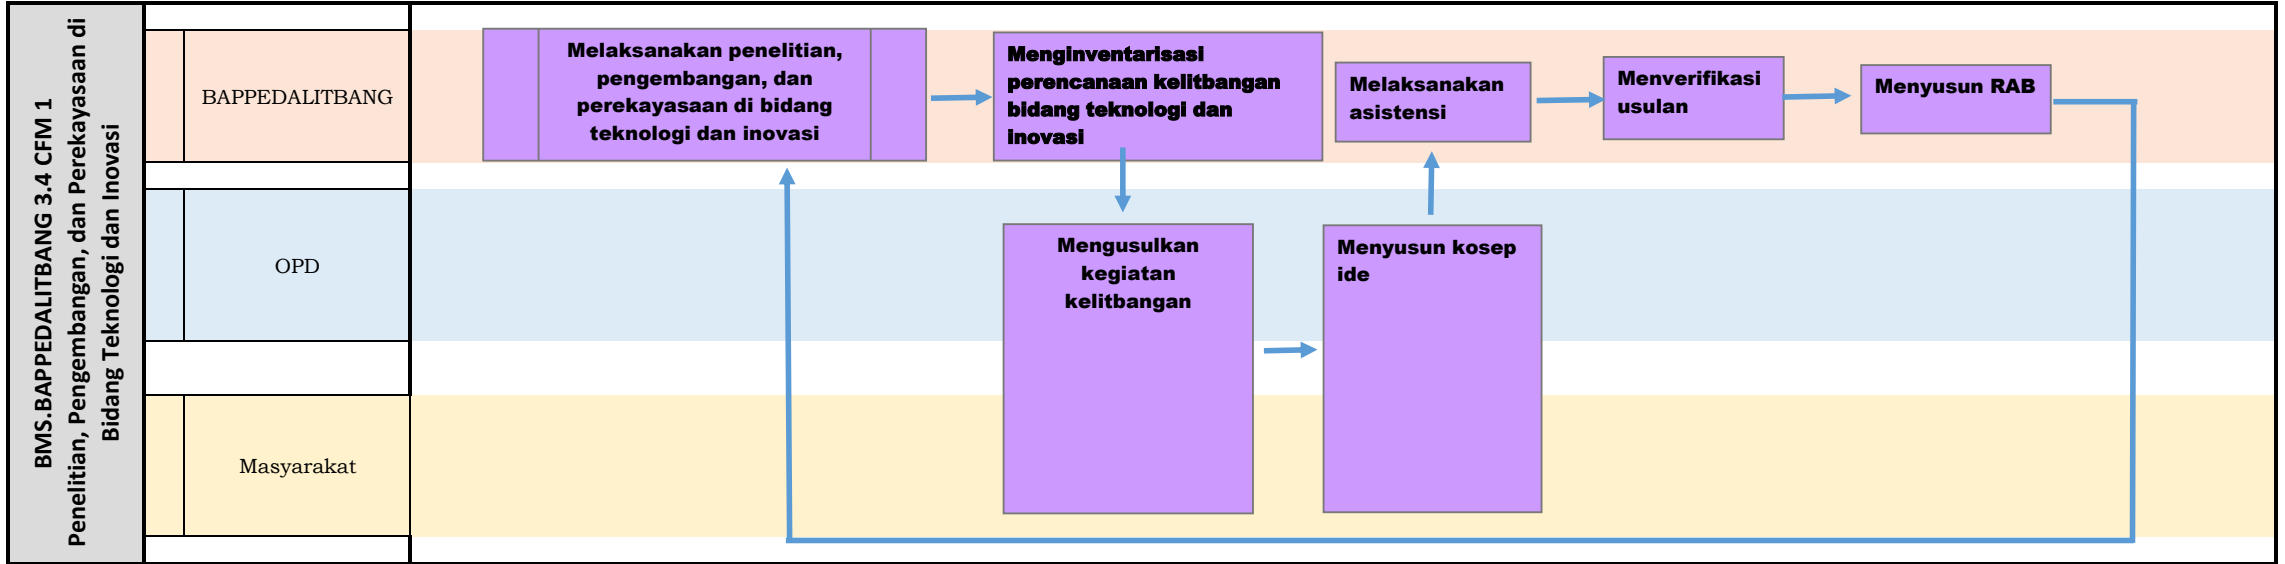 BMS.BAPPEDALITBANG 3.4 CFM 1
Penelitian, Pengembangan, dan Perekayasaan di
Bidang Teknologi dan Inovasi
BAPPEDALITBANG
Melaksanakan penelitian,
pengembangan, dan
perekayasaan di bidang
teknologi dan inovasi
Menginventarisasi
perencanaan kelitbangan
bidang teknologi dan
inovasi
Melaksanakan
asistensi
Menverifikasi
usulan
Menyusun RAB
OPD
Mengusulkan
kegiatan
kelitbangan
Menyusun kosep
ide
Masyarakat